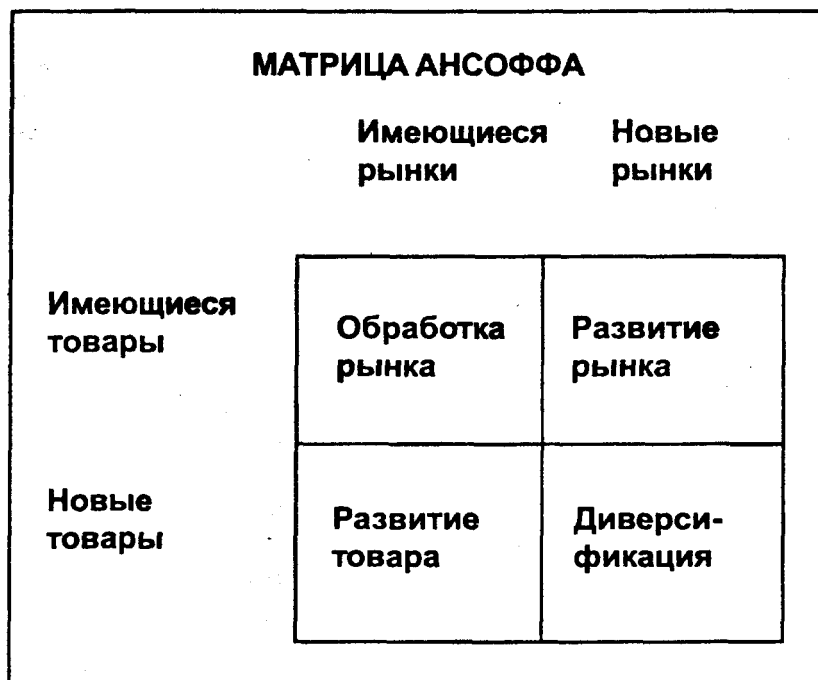 МАТРИЦА АНСОФФА
Имеющиеся Новые
рынки рынки
Имеющиеся
товары
Обработка Развитие
рынка рынка
Новые
товары
Развитие Диверси-
товара фикация